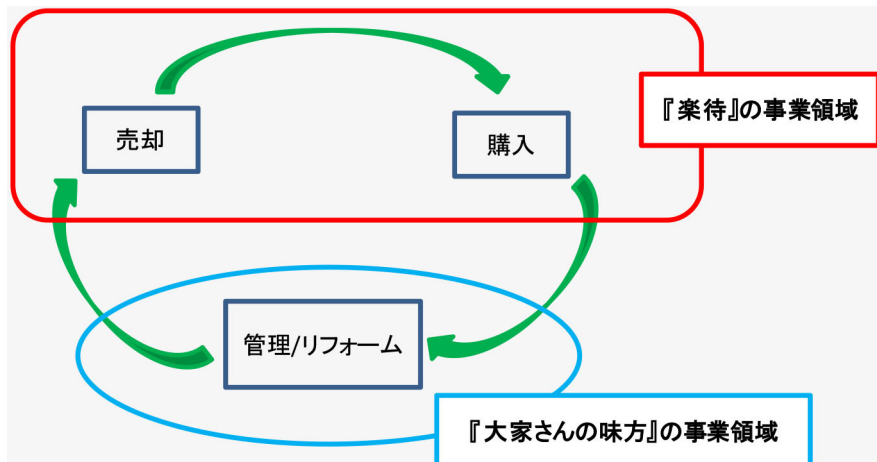 『楽待』の事業領域
売却
購入
管理/リフォーム
『大家さんの味方』の事業領域